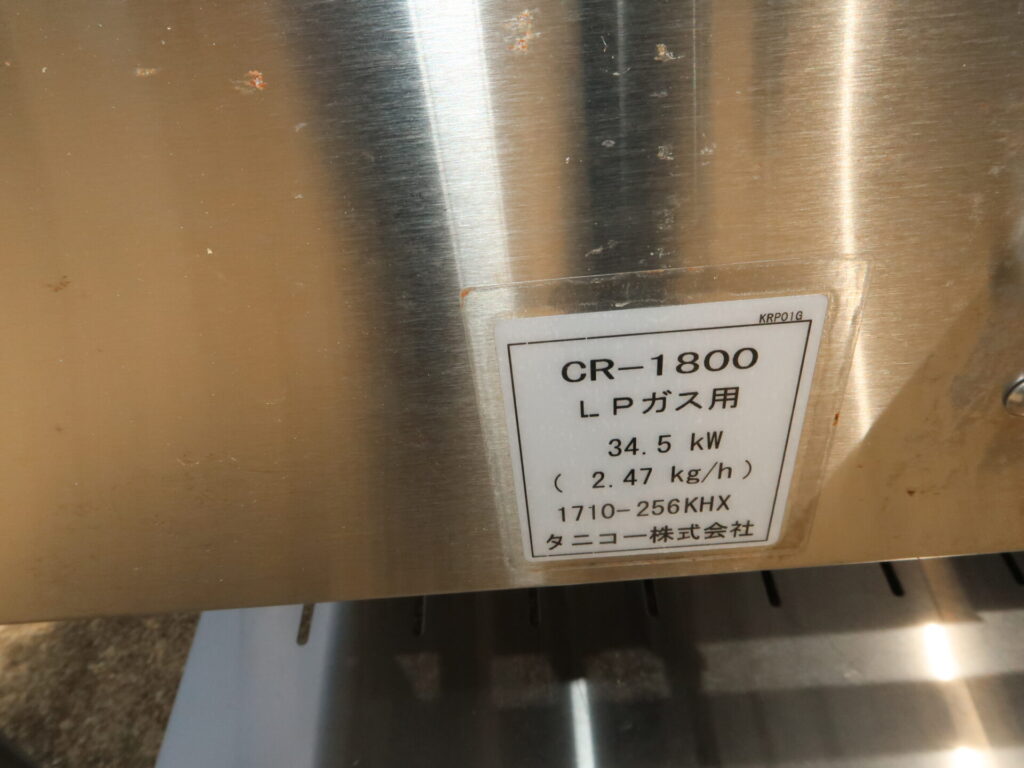 KRP01G
CR-1800
LPガス用
34.5 kW
( 2.47 kg/h )
1710-256KHX
タニコー株式会社